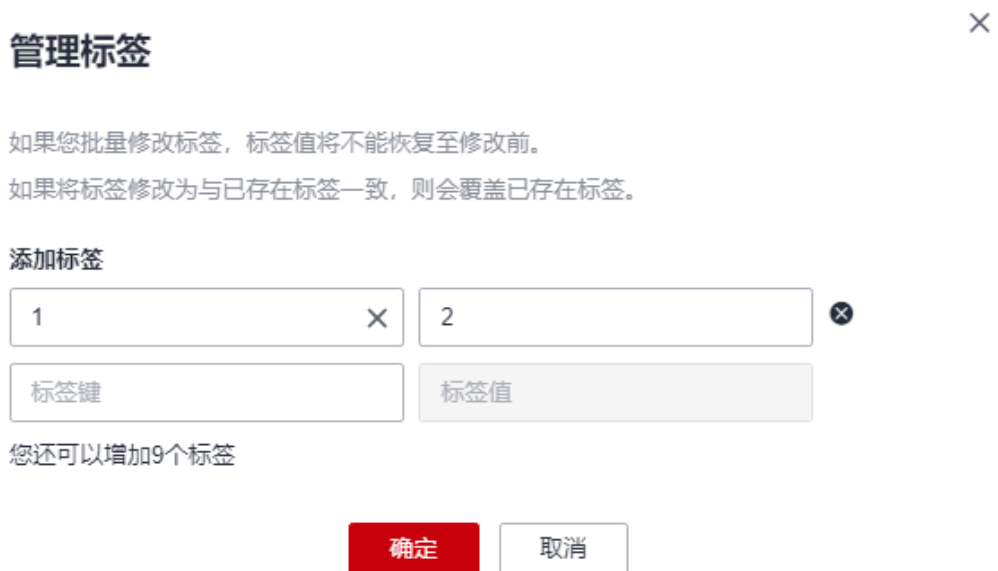 管理标签
如果您批量修改标签，标签值将不能恢复至修改前。
如果将标签修改为与已存在标签一致，则会覆盖已存在标签。
添加标签
1 2
标签键 标签值
您还可以增加9个标签
确定 取消